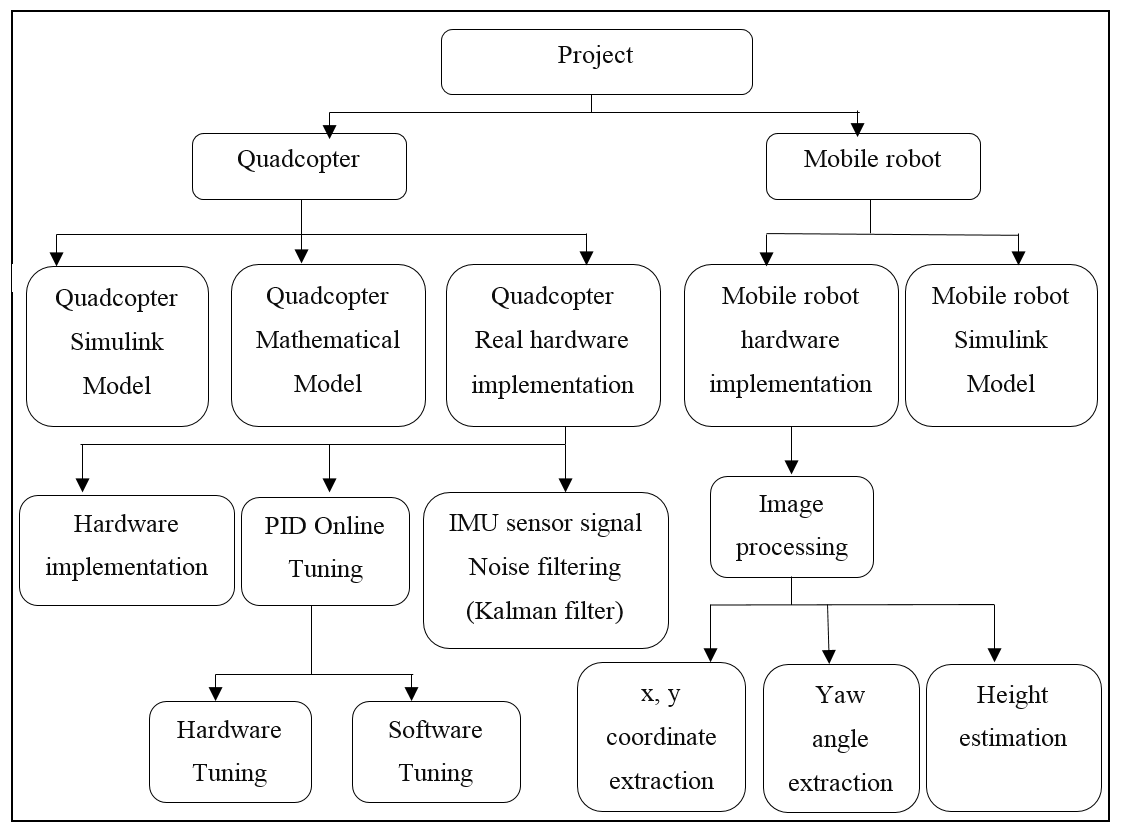 Project
Quadcopter
Mobile robot
Quadcopter
Simulink
Model
Quadcopter
Mathematical
Model
Quadcopter
Real hardware
implementation
Mobile robot
hardware
implementation
Mobile robot
Simulink
Model
Hardware
implementation
PID Online
Tuning
IMU sensor signal
Noise filtering
(Kalman filter)
Image
processing
Hardware
Tuning
Software
Tuning
x, y
coordinate
extraction
Yaw
angle
extraction
Height
estimation